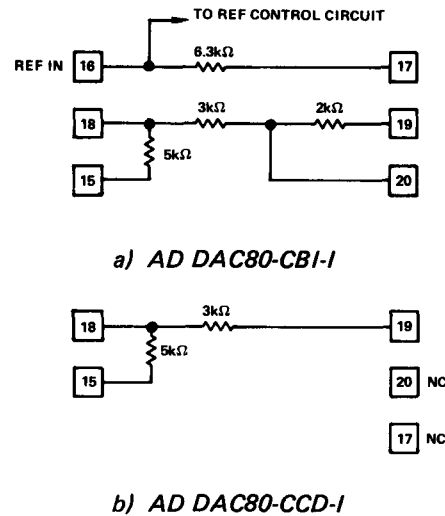 TO REF CONTROL CIRCUIT
6.3kΩ
REF IN 16 17
3kΩ 2kΩ
18 19
5kΩ
15 20
a) AD DAC80-CBI-I
3kΩ
18 19
5kΩ
15 20 NC
17 NC
b) AD DAC80-CCD-I